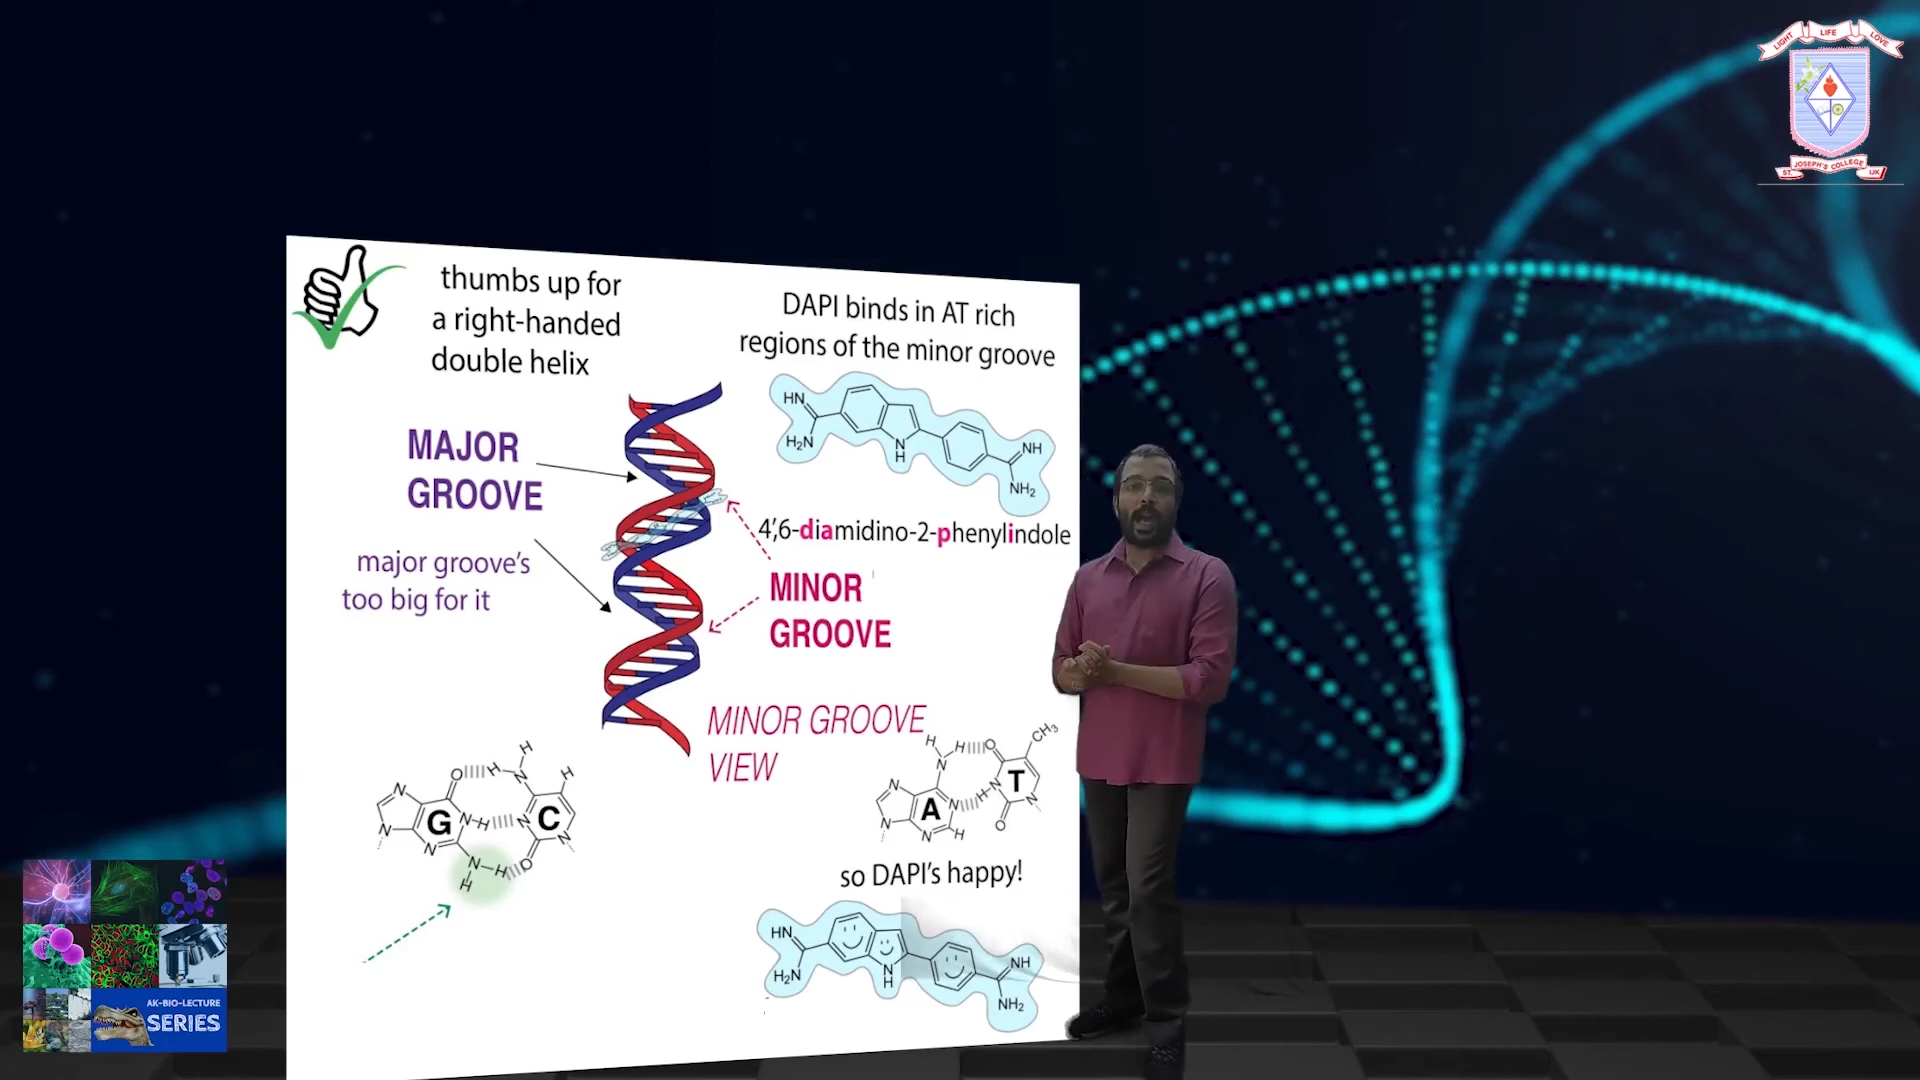 LIGHT LIFE LOVE
ST. JOSEPH'S COLLEGE UK
thumbs up for
a right-handed
double helix
DAPI binds in AT rich
regions of the minor groove
HN
H₂N
N
H
NH
NH₂
4',6-diamidino-2-phenylindole
MAJOR
GROOVE
major groove's
too big for it
MINOR
GROOVE
MINOR GROOVE
VIEW
G
C
A
T
CH₃
so DAPI's happy!
HN
H₂N
N
H
NH
NH₂
AK-BIO-LECTURE
SERIES